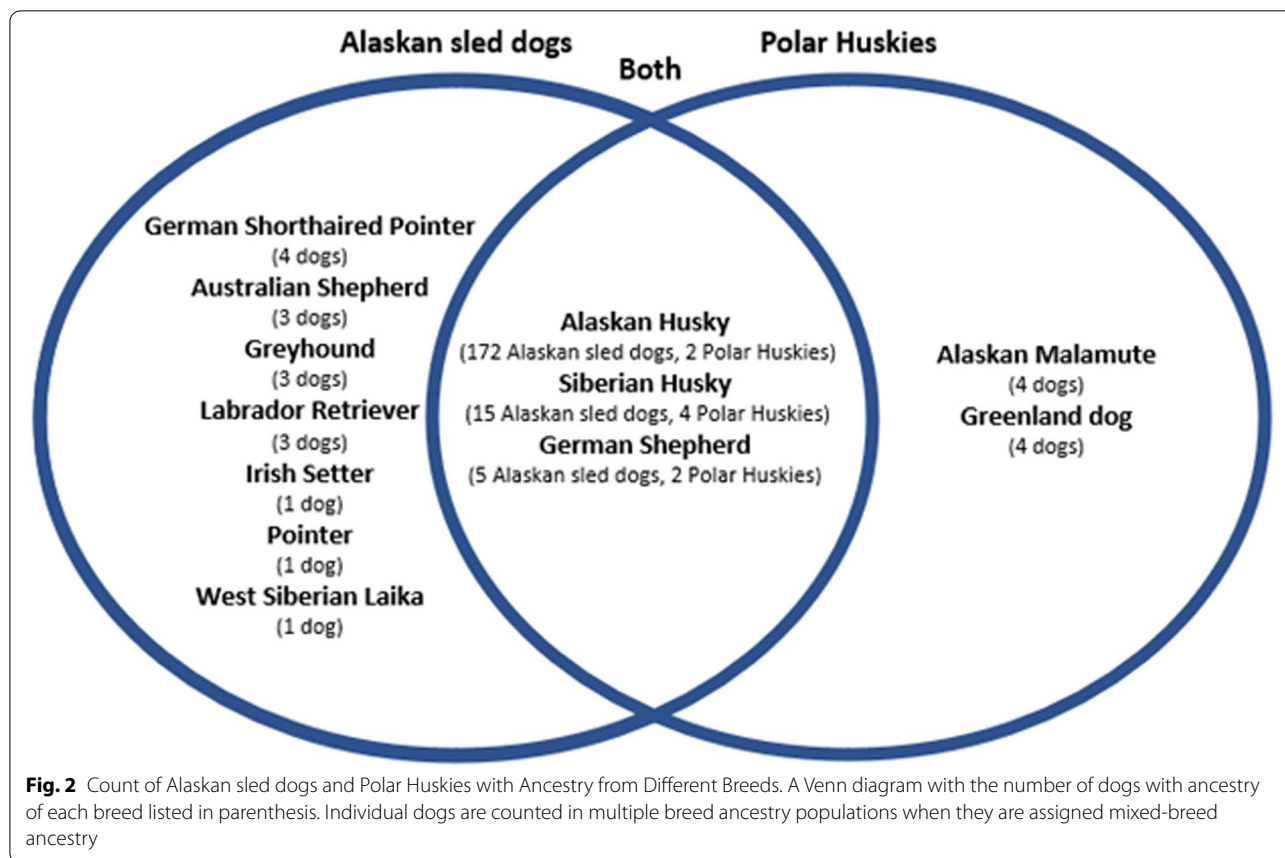 Alaskan sled dogs
Both
Polar Huskies
German Shorthaired Pointer
(4 dogs)
Australian Shepherd
(3 dogs)
Greyhound
(3 dogs)
Labrador Retriever
(3 dogs)
Irish Setter
(1 dog)
Pointer
(1 dog)
West Siberian Laika
(1 dog)
Alaskan Husky
(172 Alaskan sled dogs, 2 Polar Huskies)
Siberian Husky
(15 Alaskan sled dogs, 4 Polar Huskies)
German Shepherd
(5 Alaskan sled dogs, 2 Polar Huskies)
Alaskan Malamute
(4 dogs)
Greenland dog
(4 dogs)
Fig. 2 Count of Alaskan sled dogs and Polar Huskies with Ancestry from Different Breeds. A Venn diagram with the number of dogs with ancestry
of each breed listed in parenthesis. Individual dogs are counted in multiple breed ancestry populations when they are assigned mixed-breed
ancestry